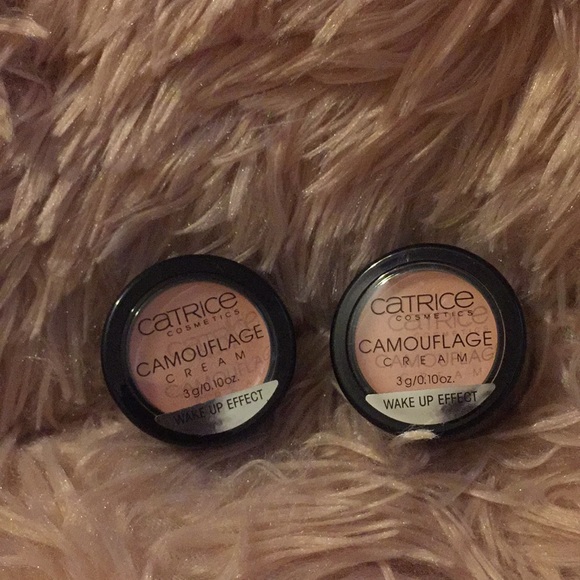 CATRICE
COSMETICS
CAMOUFLAGE
CREAM
3 g/0.10oz.
WAKE UP EFFECT
CATRICE
COSMETICS
CAMOUFLAGE
CREAM
3 g/0.10oz.
WAKE UP EFFECT